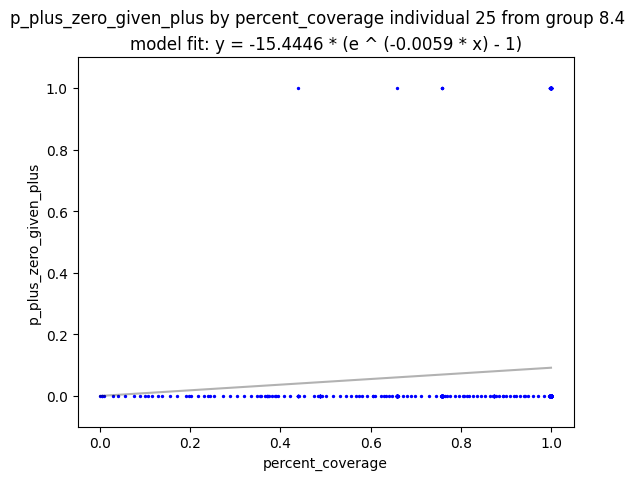 p_plus_zero_given_plus by percent_coverage individual 25 from group 8.4
model fit: y = -15.4446 * (e ^ (-0.0059 * x) - 1)
1.0
0.8
0.6
0.4
0.2
0.0
p_plus_zero_given_plus
0.0 0.2 0.4 0.6 0.8 1.0
percent_coverage